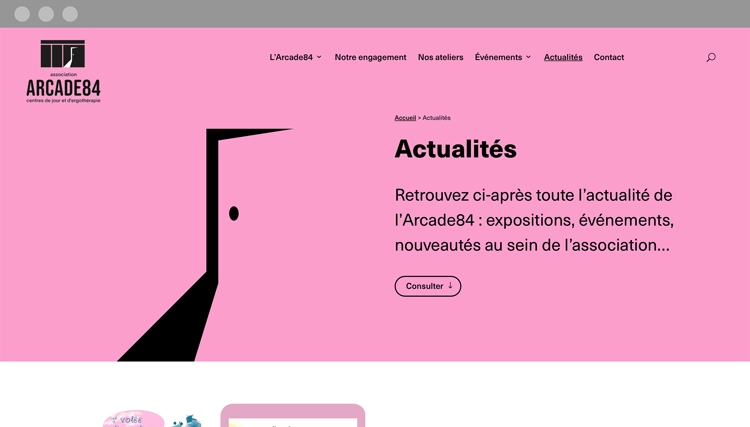 association
ARCADE84
centres de jour et d'ergothérapie
L'Arcade84
Notre engagement
Nos ateliers
Événements
Actualités
Contact
Accueil > Actualités
Actualités
Retrouvez ci-après toute l'actualité de
l'Arcade84 : expositions, événements,
nouveautés au sein de l'association...
Consulter ↓